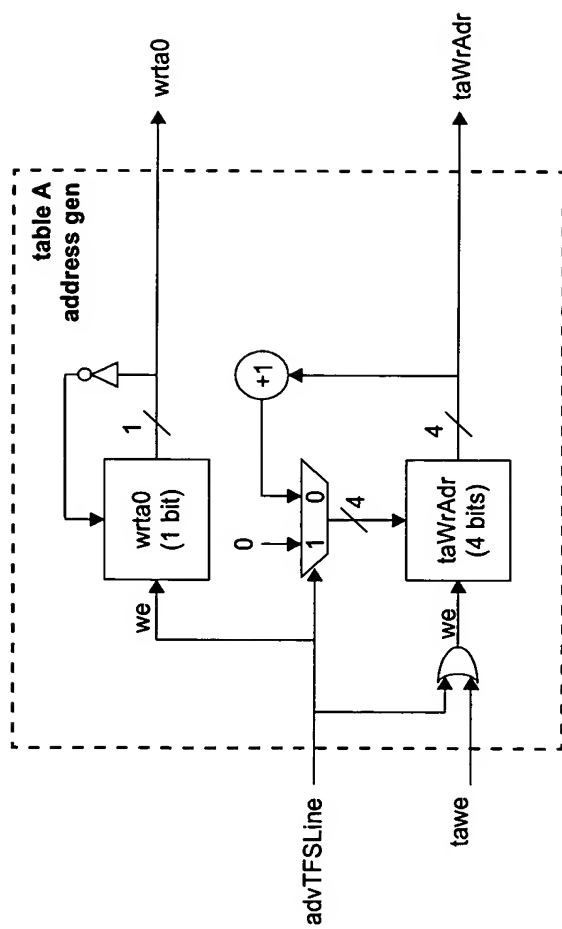 table A
address gen
wrta0
1
we
wrta0
(1 bit)
0
+1
1 0
4
advTFSLine
we
taWrAdr
(4 bits)
4
taWrAdr
tawe